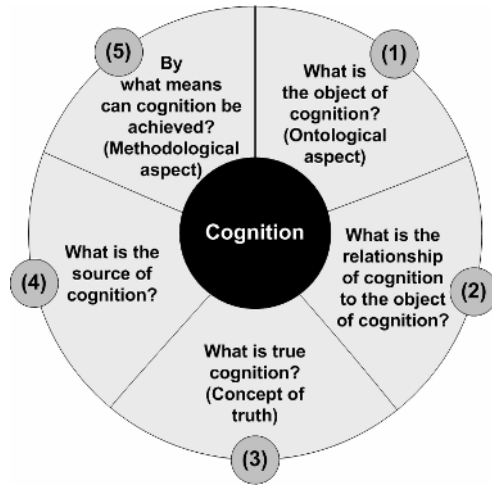 (1)
What is
the object of
cognition?
(Ontological
aspect)
(2)
What is the
relationship
of cognition
to the object
of cognition?
(3)
What is true
cognition?
(Concept of
truth)
(4)
What is the
source of
cognition?
(5)
By
what means
can cognition be
achieved?
(Methodological
aspect)
Cognition